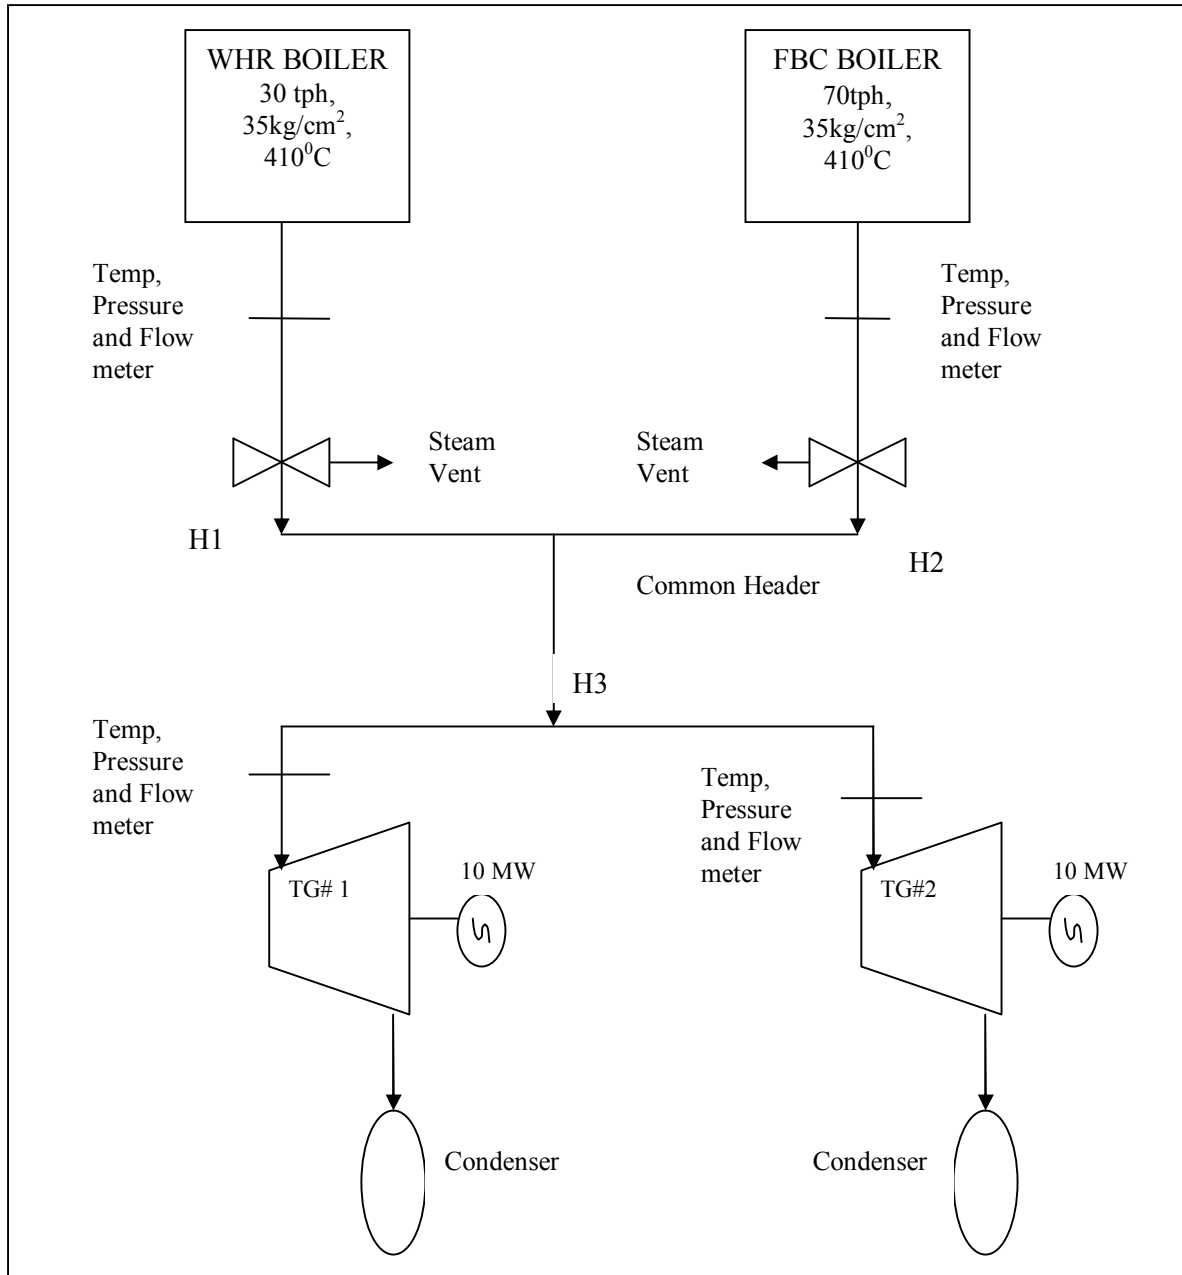 WHR BOILER
30 tph,
35kg/cm²,
410⁰C
FBC BOILER
70tph,
35kg/cm²,
410⁰C
Temp,
Pressure
and Flow
meter
Temp,
Pressure
and Flow
meter
Steam
Vent
Steam
Vent
H1
H2
Common Header
H3
Temp,
Pressure
and Flow
meter
Temp,
Pressure
and Flow
meter
TG# 1
10 MW
TG#2
10 MW
Condenser
Condenser